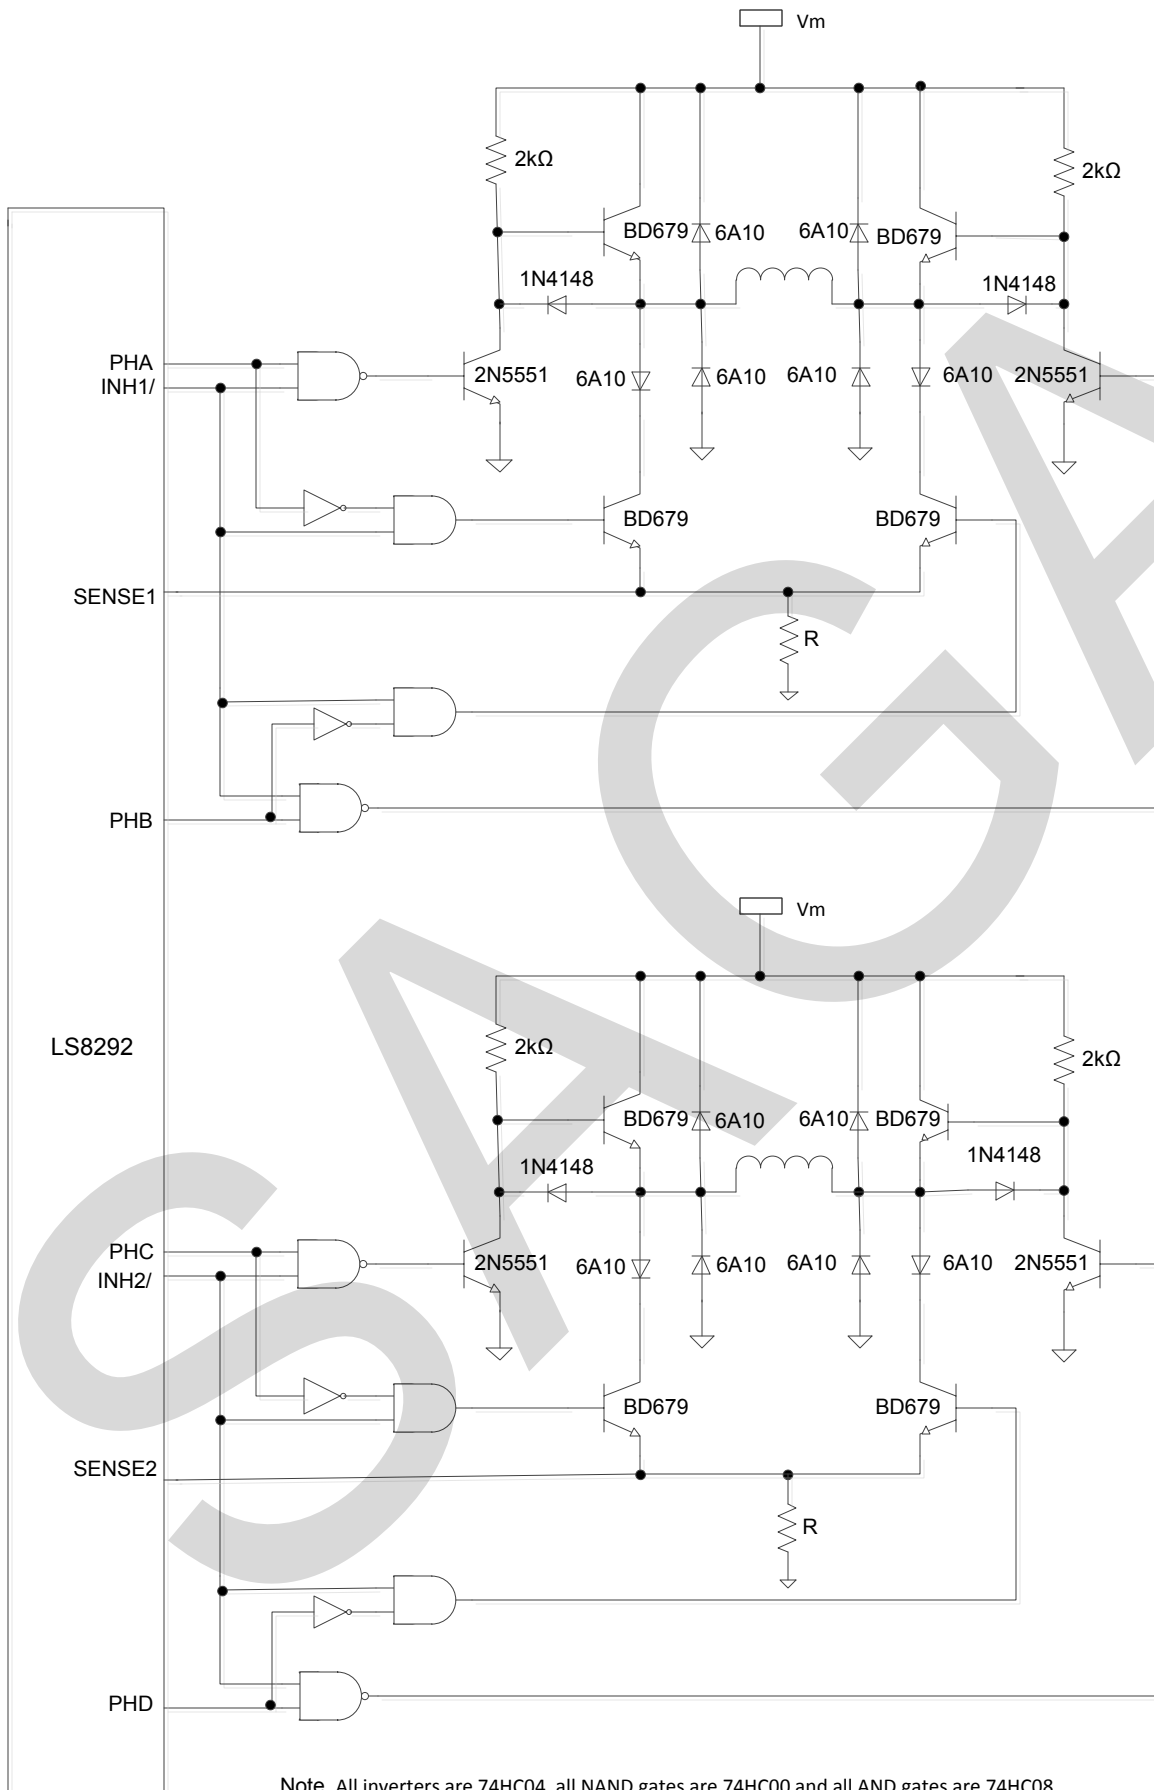 Vm
2kΩ
2kΩ
BD679 6A10 6A10 BD679
1N4148 1N4148
PHA
INH1/
2N5551 6A10 6A10 6A10 6A10 2N5551
BD679 BD679
SENSE1
R
PHB
Vm
LS8292
2kΩ
2kΩ
BD679 6A10 6A10 BD679
1N4148 1N4148
PHC
INH2/
2N5551 6A10 6A10 6A10 6A10 2N5551
BD679 BD679
SENSE2
R
PHD
Note. All inverters are 74HC04, all NAND gates are 74HC00 and all AND gates are 74HC08